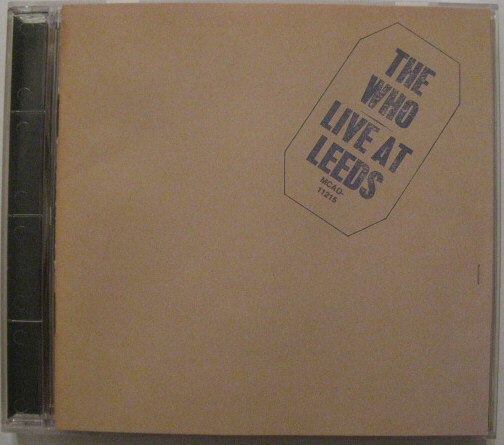 THE
WHO
LIVE AT
LEEDS
MCAD-
11215